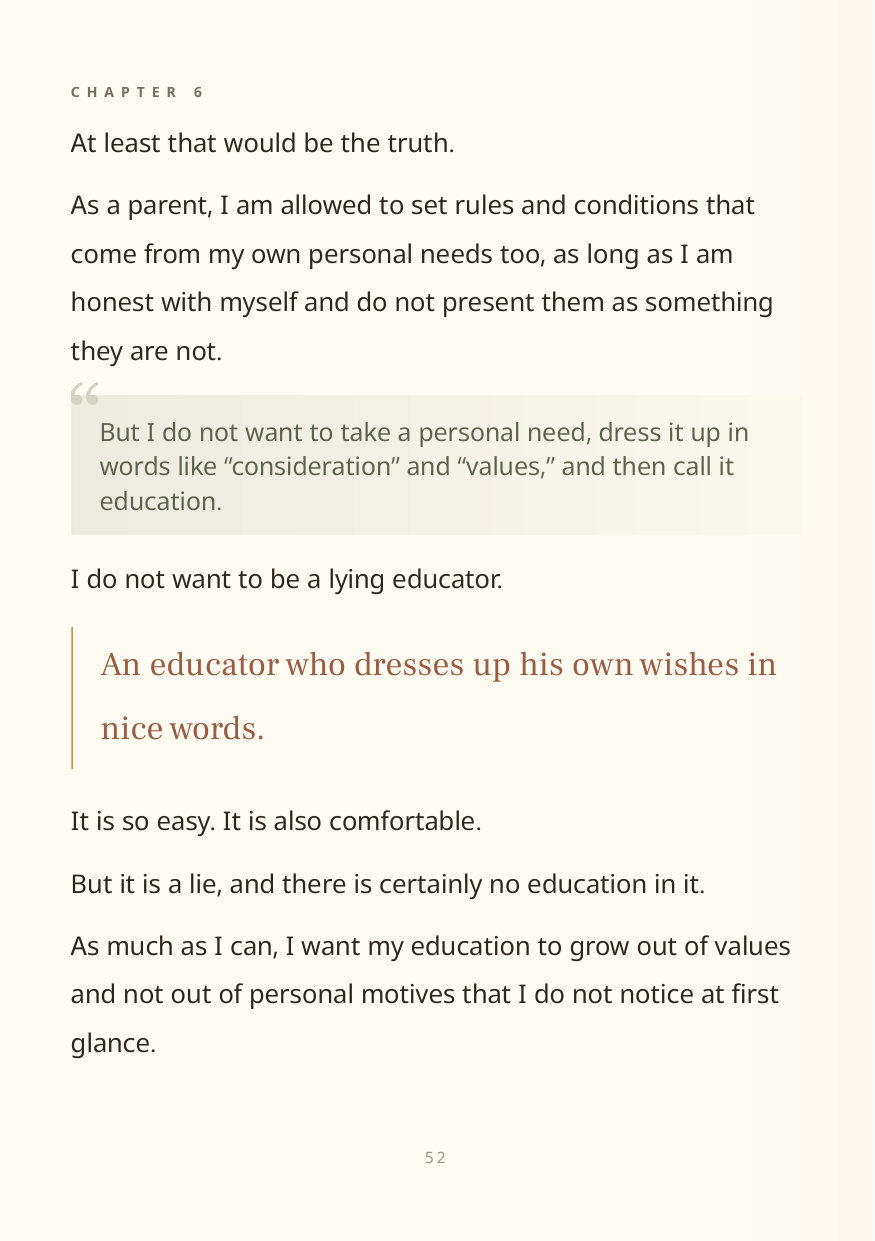 CHAPTER 6
At least that would be the truth.
As a parent, I am allowed to set rules and conditions that
come from my own personal needs too, as long as I am
honest with myself and do not present them as something
they are not.
“
But I do not want to take a personal need, dress it up in
words like “consideration” and “values,” and then call it
education.
I do not want to be a lying educator.
An educator who dresses up his own wishes in
nice words.
It is so easy. It is also comfortable.
But it is a lie, and there is certainly no education in it.
As much as I can, I want my education to grow out of values
and not out of personal motives that I do not notice at first
glance.
52